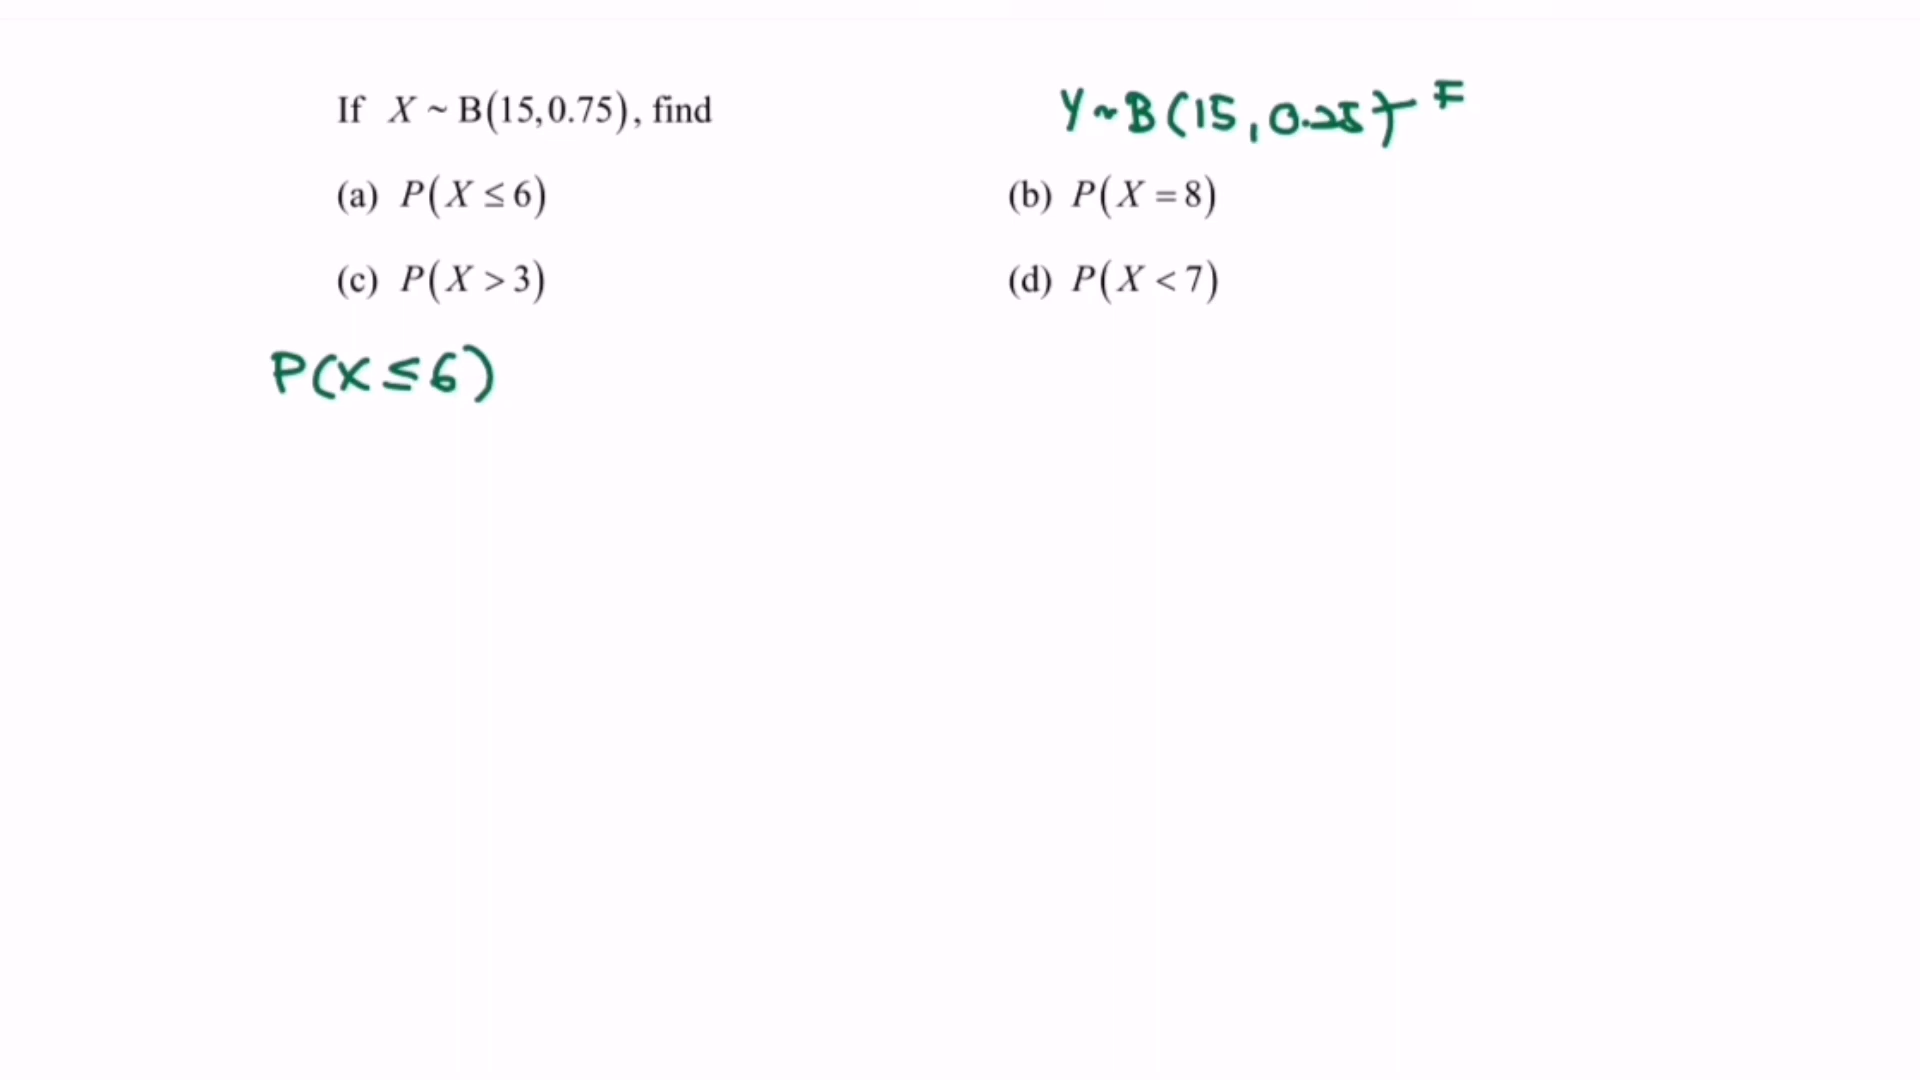 If X ~ B(15,0.75), find
Y~B(15,0.25) F
(a) P(X ≤ 6)
(b) P(X = 8)
(c) P(X > 3)
(d) P(X < 7)
P(X ≤ 6)